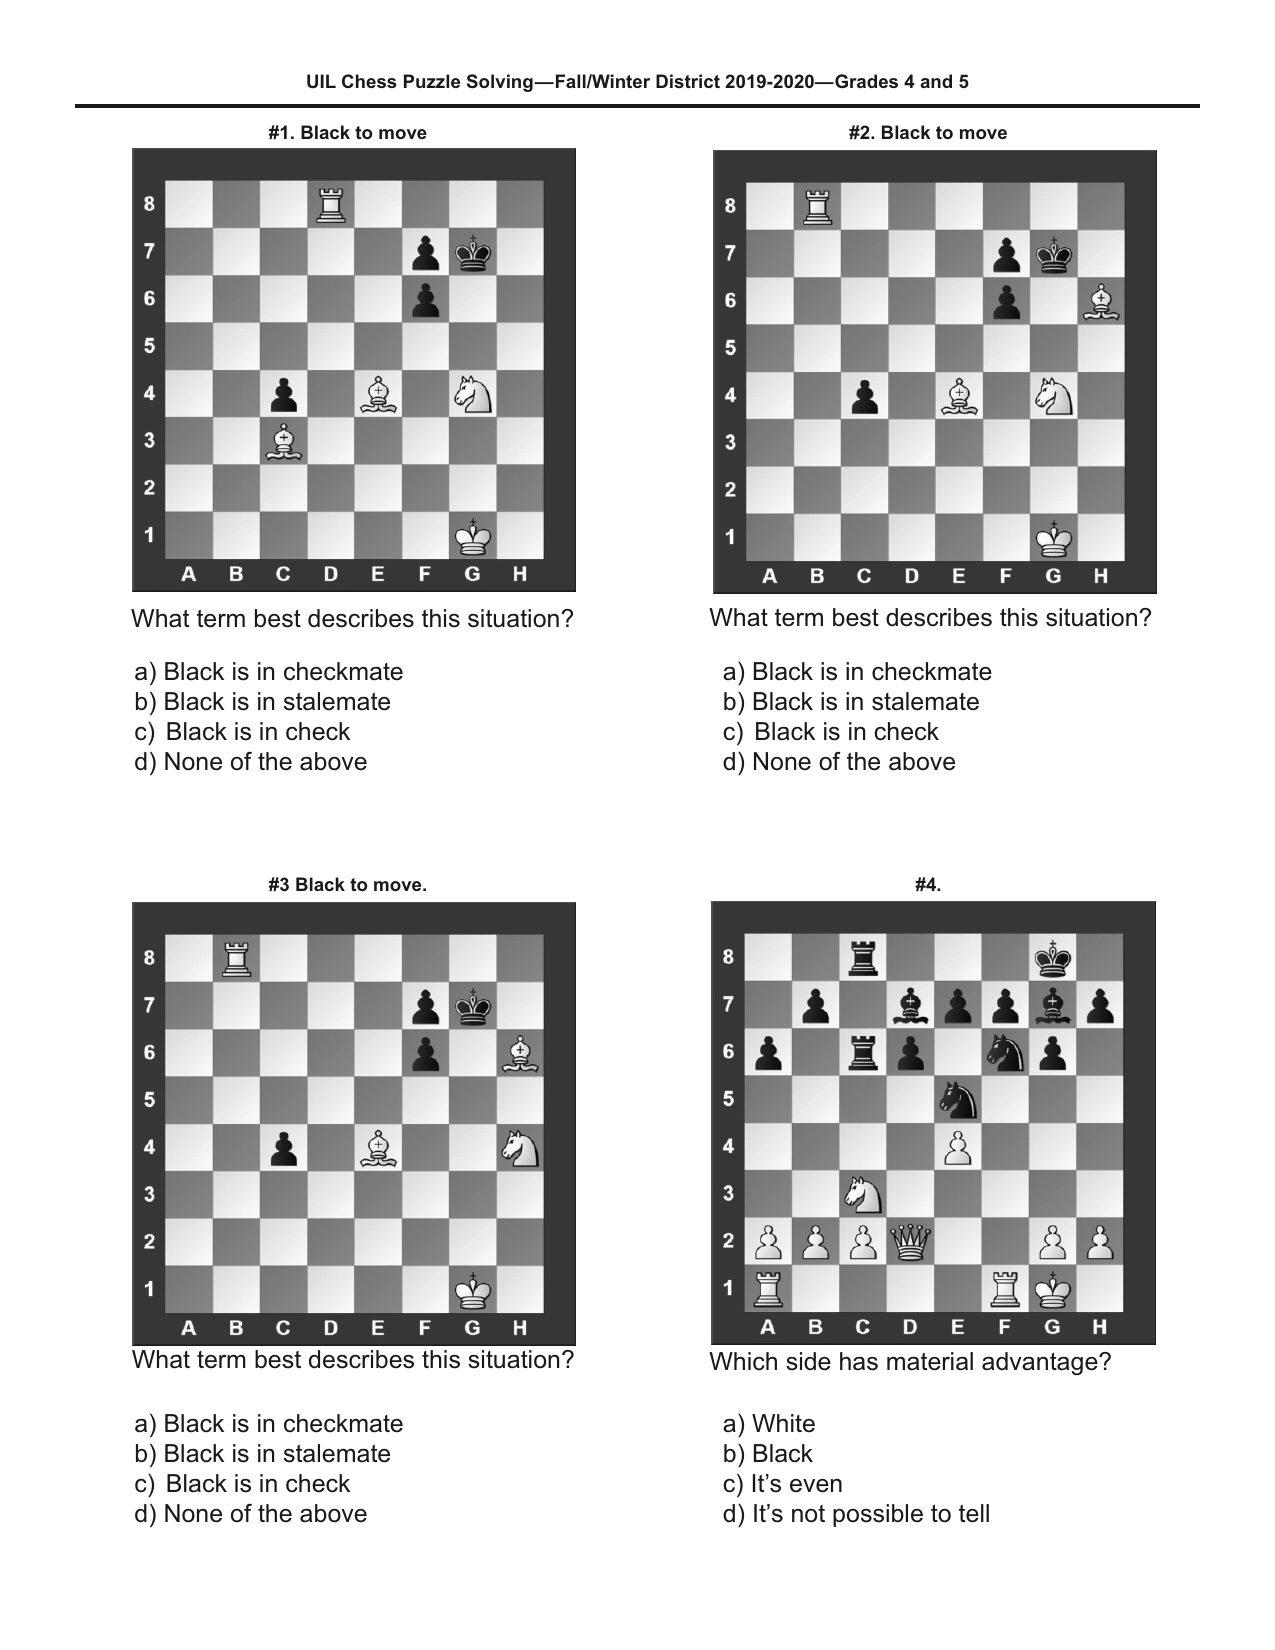 UIL Chess Puzzle Solving—Fall/Winter District 2019-2020—Grades 4 and 5
#1. Black to move
8
7
6
5
4
3
2
1
A B C D E F G H
What term best describes this situation?
a) Black is in checkmate
b) Black is in stalemate
c) Black is in check
d) None of the above
#2. Black to move
8
7
6
5
4
3
2
1
A B C D E F G H
What term best describes this situation?
a) Black is in checkmate
b) Black is in stalemate
c) Black is in check
d) None of the above
#3 Black to move.
8
7
6
5
4
3
2
1
A B C D E F G H
What term best describes this situation?
a) Black is in checkmate
b) Black is in stalemate
c) Black is in check
d) None of the above
#4.
8
7
6
5
4
3
2
1
A B C D E F G H
Which side has material advantage?
a) White
b) Black
c) It’s even
d) It’s not possible to tell